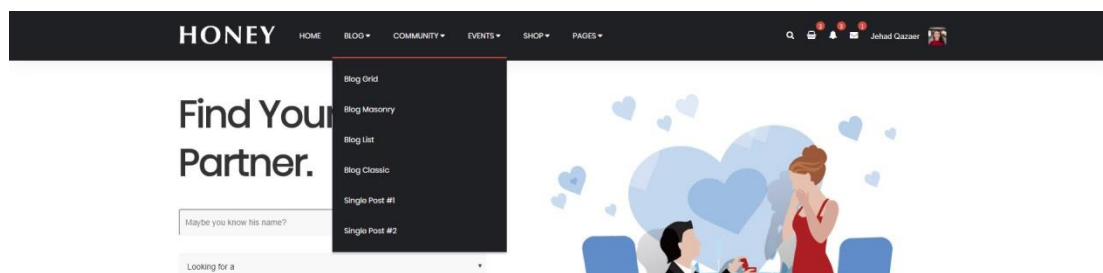 HONEY HOME BLOG COMMUNITY EVENTS SHOP PAGES Jehad Qazaer
Blog Grid
Find Your
Blog Masonry
Blog List
Partner.
Blog Classic
Single Post #1
Maybe you know his name?
Single Post #2
Looking for a